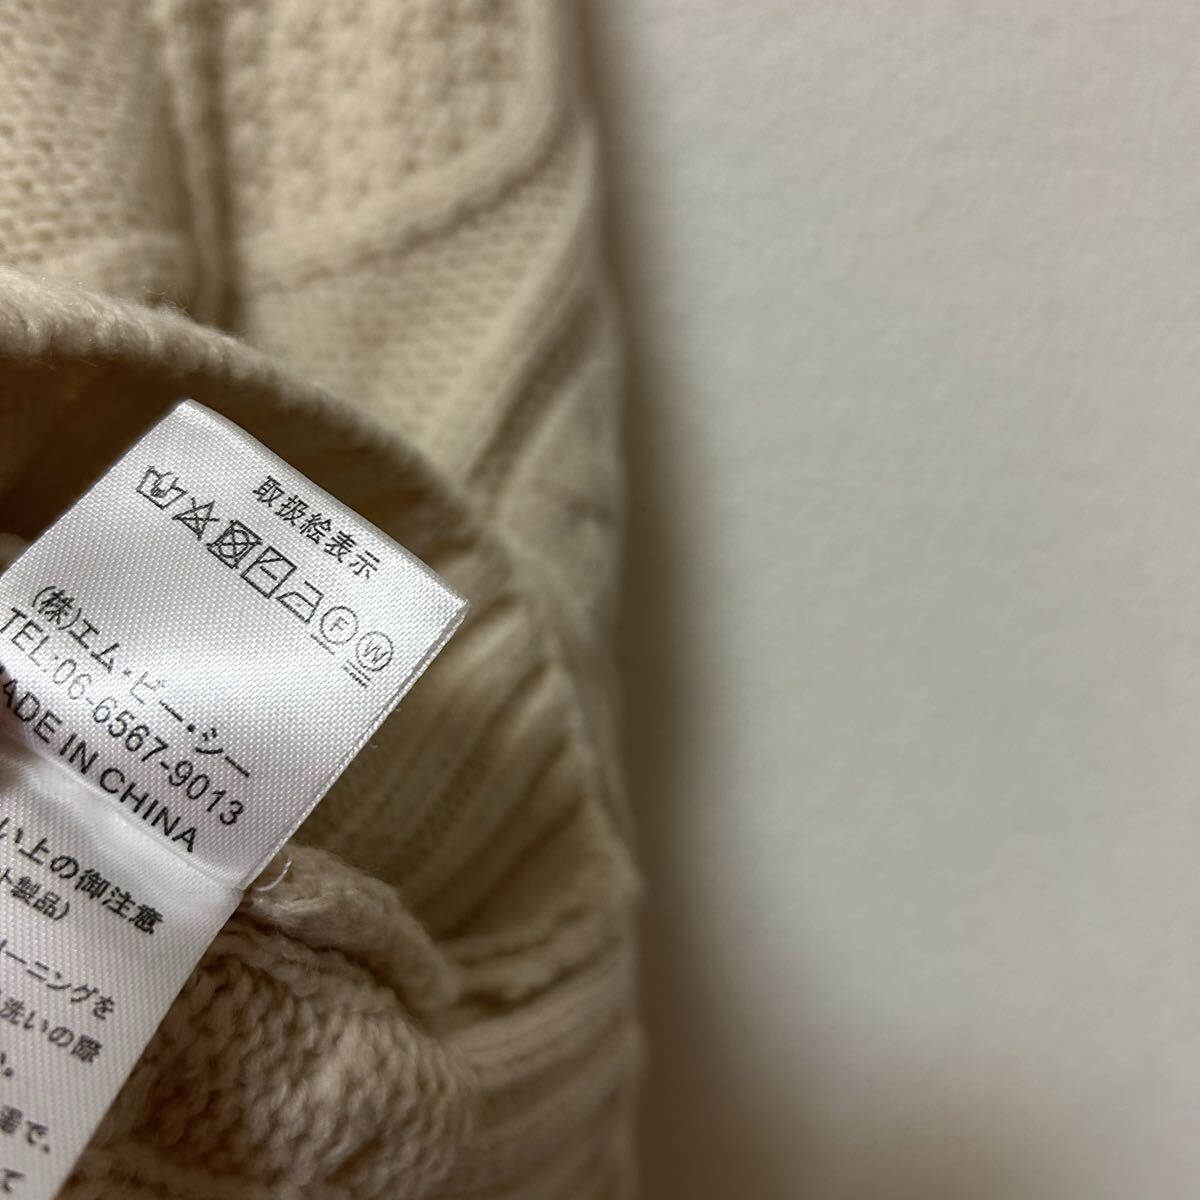 取扱絵表示
F W
(株)エム・ビー・シー
TEL:06-6567-9013
ADE IN CHINA
い上の御注意
ト製品)
ーニングを
洗いの際
湯で、
て